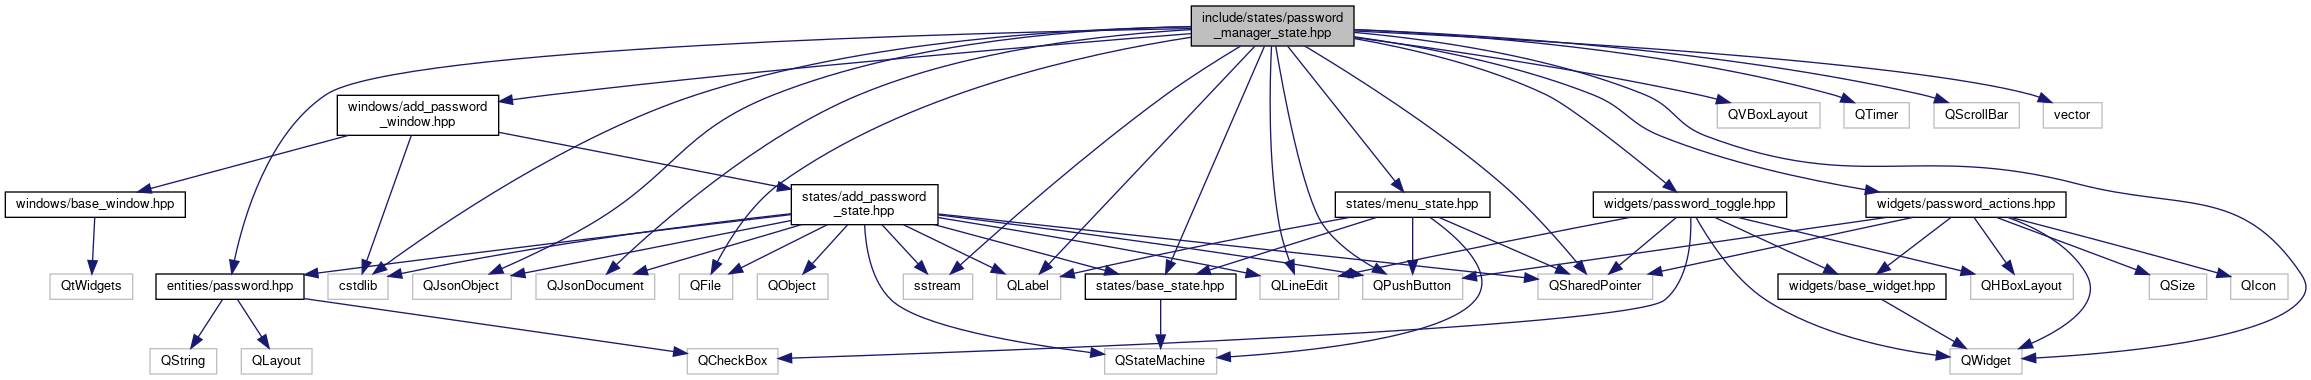 include/states/password
_manager_state.hpp
windows/add_password
_window.hpp
QVBoxLayout
QTimer
QScrollBar
vector
windows/base_window.hpp
states/add_password
_state.hpp
states/menu_state.hpp
widgets/password_toggle.hpp
widgets/password_actions.hpp
QtWidgets
entities/password.hpp
cstdlib
QJsonObject
QJsonDocument
QFile
QObject
sstream
QLabel
states/base_state.hpp
QLineEdit
QPushButton
QSharedPointer
widgets/base_widget.hpp
QHBoxLayout
QSize
QIcon
QString
QLayout
QCheckBox
QStateMachine
QWidget